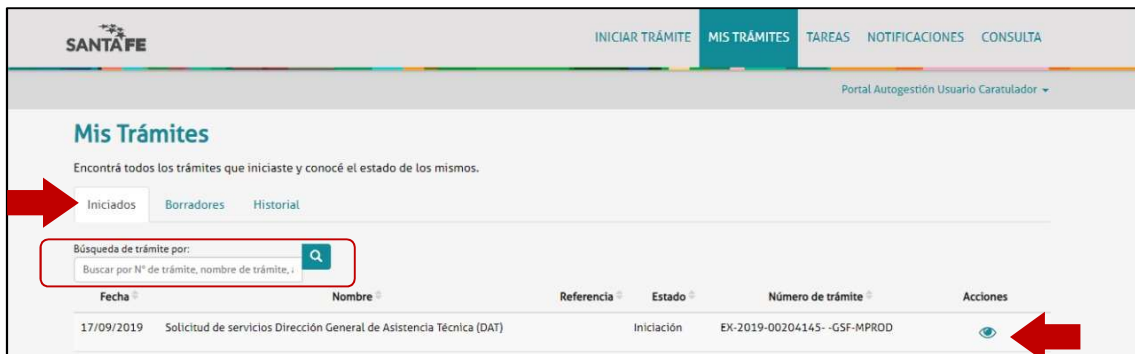 SANTA FE
INICIAR TRÁMITE MIS TRÁMITES TAREAS NOTIFICACIONES CONSULTA
Portal Autogestión Usuario Caratulador
Mis Trámites
Encontrá todos los trámites que iniciaste y conocé el estado de los mismos.
Iniciados Borradores Historial
Búsqueda de trámite por:
Buscar por N° de trámite, nombre de trámite,
Fecha Nombre Referencia Estado Número de trámite Acciones
17/09/2019 Solicitud de servicios Dirección General de Asistencia Técnica (DAT) Iniciación EX-2019-00204145- -GSF-MPROD